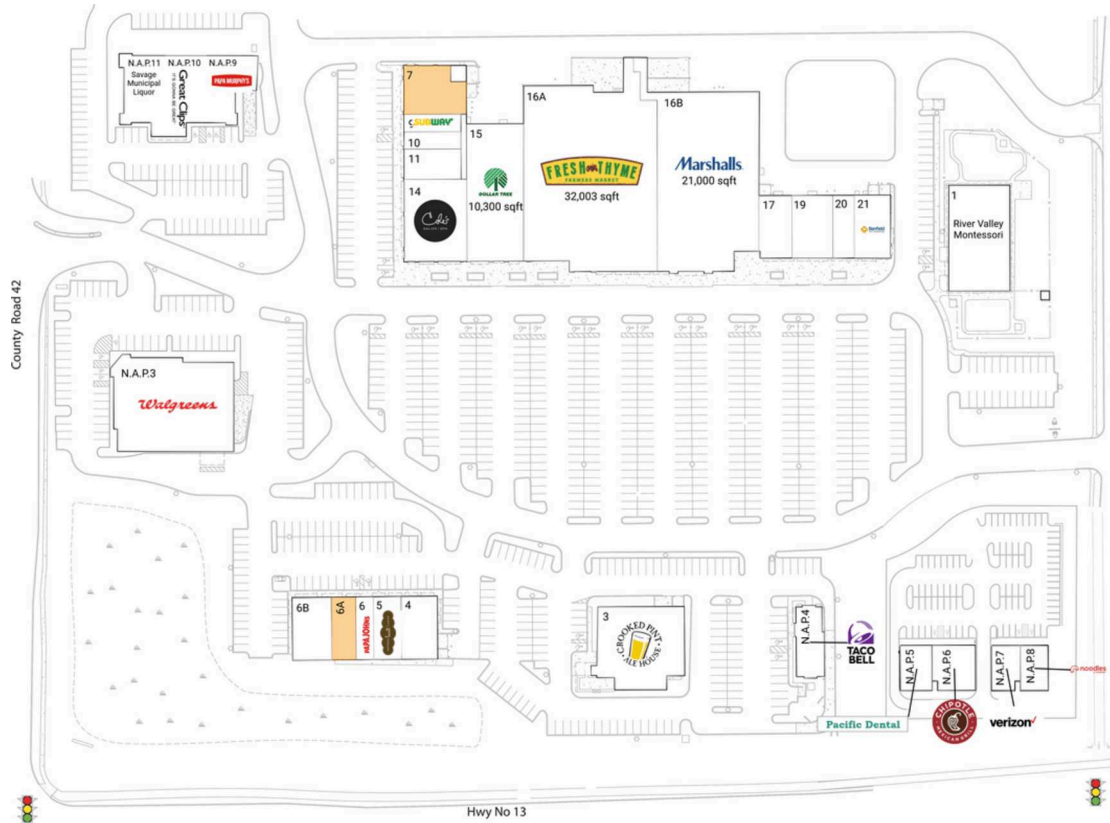 N.A.P.11 N.A.P.10 N.A.P.9
Savage
Municipal
Liquor
Great Clips
IT'S GONNA BE GREAT
PAPA MURPHY'S
7
SUBWAY
10
11
14
15
DOLLAR TREE
10,300 sqft
16A
FRESH THYME
FARMERS MARKET
32,003 sqft
16B
Marshalls
21,000 sqft
17
19
20
21
1
River Valley
Montessori
County Road 42
N.A.P.3
Walgreens
6B
6A
6
PAPA JOHNS
5
4
3
CROOKED PINT
ALE HOUSE
N.A.P.4
TACO
BELL
N.A.P.5
N.A.P.6
N.A.P.7
N.A.P.8
noodles
Pacific Dental
CHIPOTLE
MEXICAN GRILL
verizon
Hwy No 13